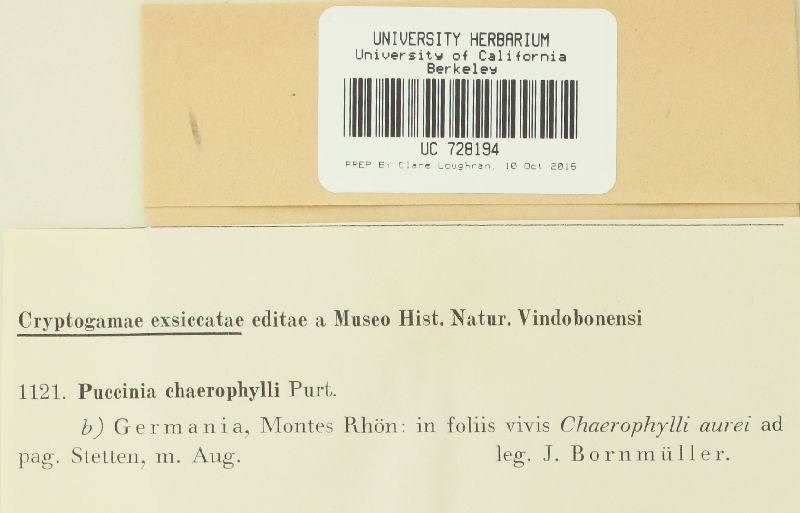 UNIVERSITY HERBARIUM
University of California
Berkeley
UC 728194
PREP BY Clare Loughran, 10 Oct 2016
Cryptogamae exsiccatae editae a Museo Hist. Natur. Vindobonensi
1121. Puccinia chaerophylli Purt.
b) Germania, Montes Rhön: in foliis vivis Chaerophylli aurei ad
pag. Stetten, m. Aug. leg. J. Bornmüller.